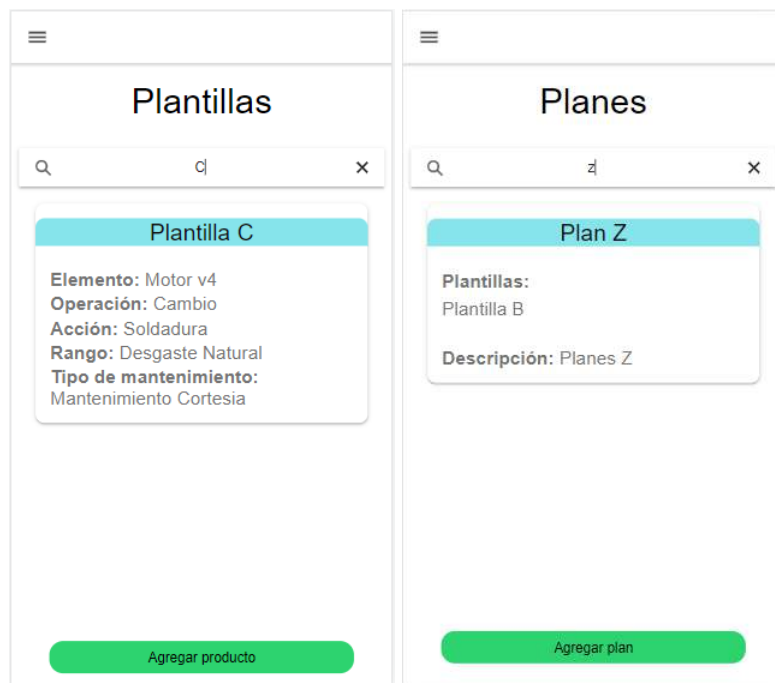 Plantillas
C
Plantilla C
Elemento: Motor v4
Operación: Cambio
Acción: Soldadura
Rango: Desgaste Natural
Tipo de mantenimiento:
Mantenimiento Cortesia
Agregar producto
Planes
z
Plan Z
Plantillas:
Plantilla B
Descripción: Planes Z
Agregar plan